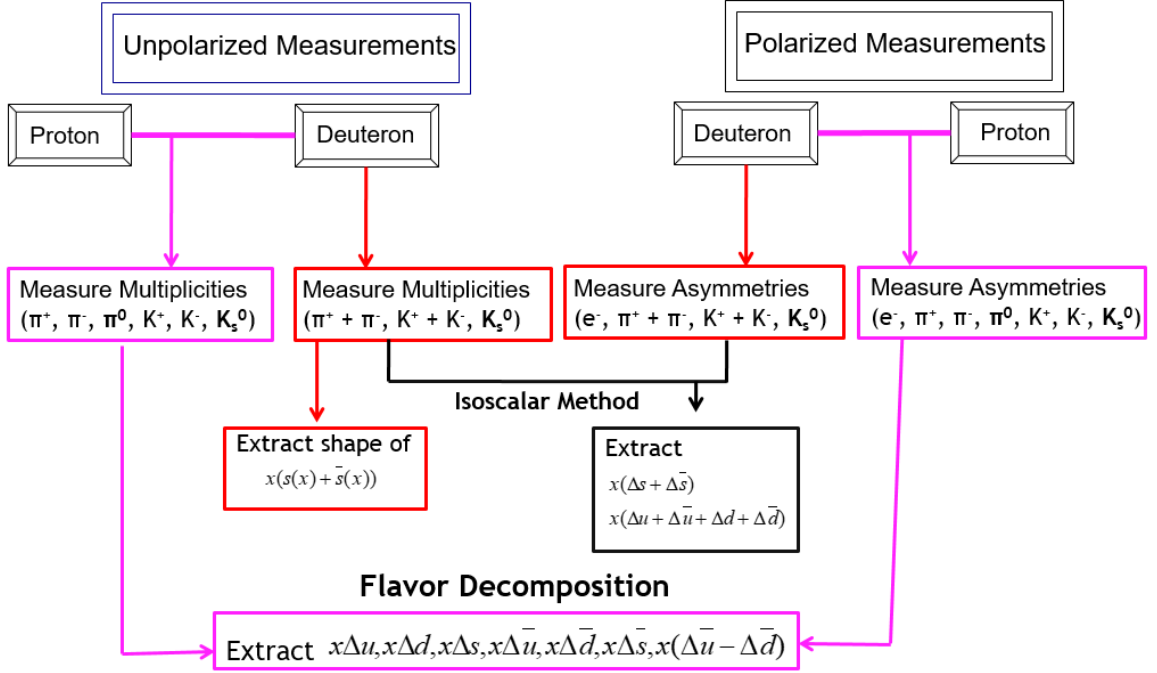 Unpolarized Measurements
Polarized Measurements
Proton
Deuteron
Deuteron
Proton
Measure Multiplicities
(π⁺, π⁻, π⁰, K⁺, K⁻, Kₛ⁰)
Measure Multiplicities
(π⁺ + π⁻, K⁺ + K⁻, Kₛ⁰)
Measure Asymmetries
(e⁻, π⁺ + π⁻, K⁺ + K⁻, Kₛ⁰)
Measure Asymmetries
(e⁻, π⁺, π⁻, π⁰, K⁺, K⁻, Kₛ⁰)
Isoscalar Method
Extract shape of
x(s(x) + s̄(x))
Extract
x(Δs + Δs̄)
x(Δu + Δū + Δd + Δd̄)
Flavor Decomposition
Extract xΔu, xΔd, xΔs, xΔū, xΔd̄, xΔs̄, x(Δū − Δd̄)